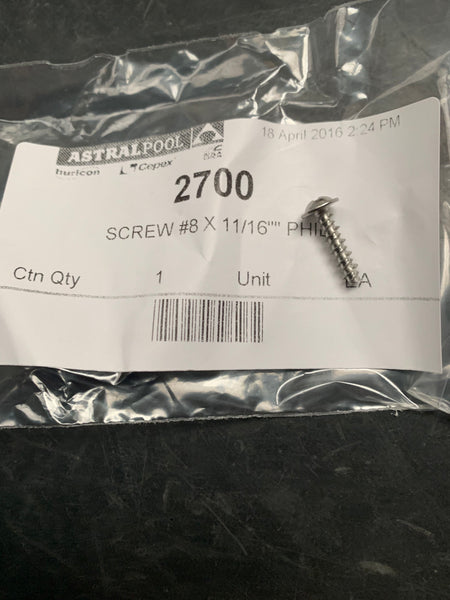 ASTRALPOOL
18 April 2016 2:24 PM
hurlcon Cepex
2700
SCREW #8 X 11/16"" PHIL
Ctn Qty 1 Unit EA